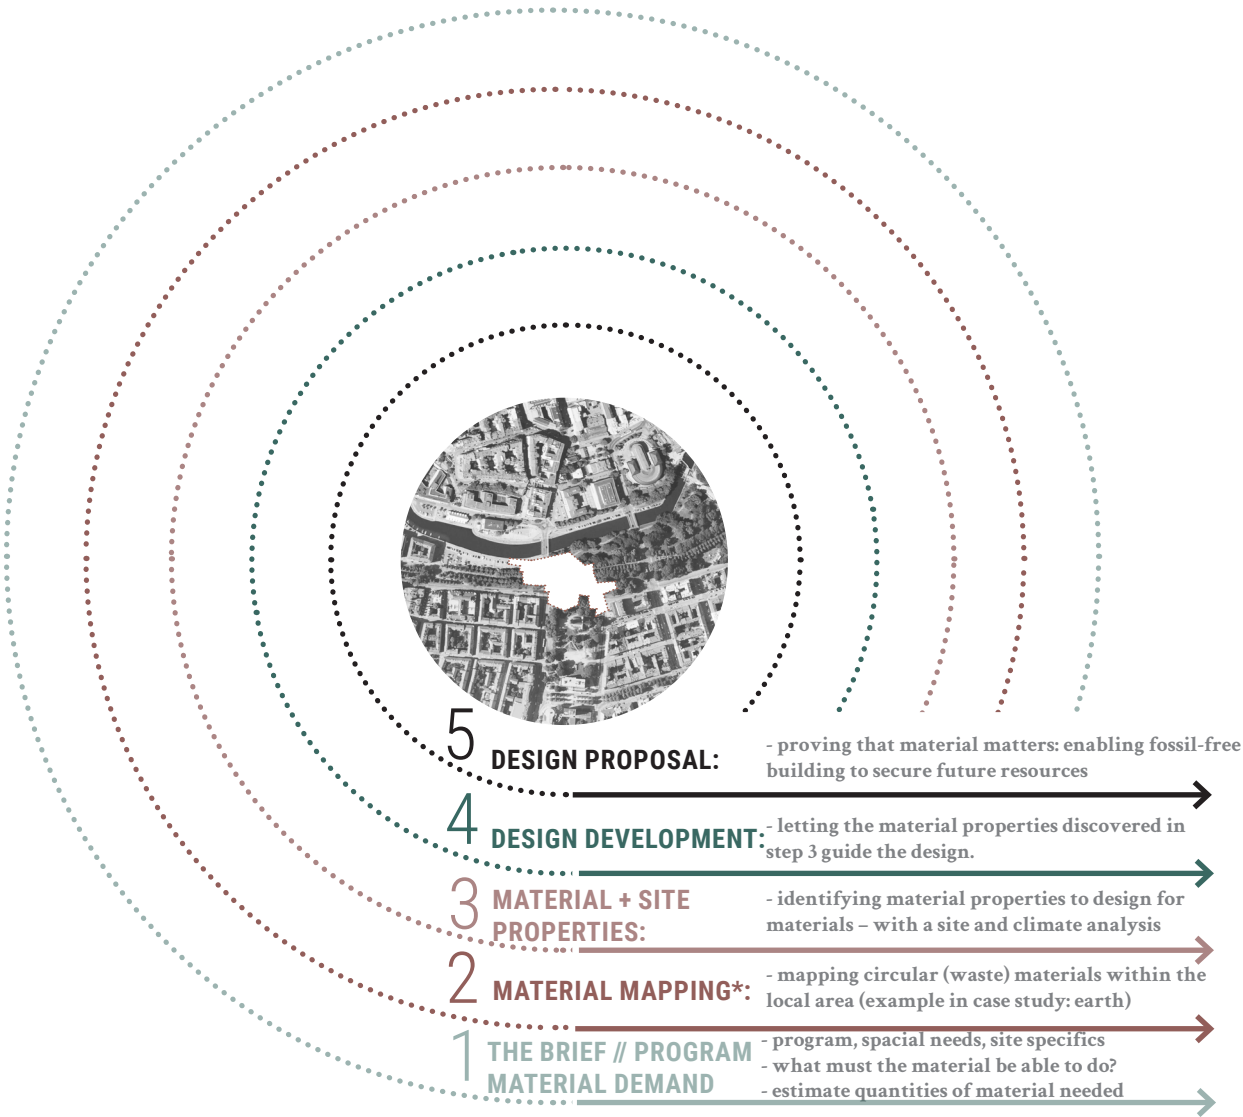 5
DESIGN PROPOSAL:
- proving that material matters: enabling fossil-free
building to secure future resources
4
DESIGN DEVELOPMENT:
- letting the material properties discovered in
step 3 guide the design.
3
MATERIAL + SITE
PROPERTIES:
- identifying material properties to design for
materials – with a site and climate analysis
2
MATERIAL MAPPING*:
- mapping circular (waste) materials within the
local area (example in case study: earth)
1
THE BRIEF // PROGRAM
MATERIAL DEMAND
- program, spacial needs, site specifics
- what must the material be able to do?
- estimate quantities of material needed